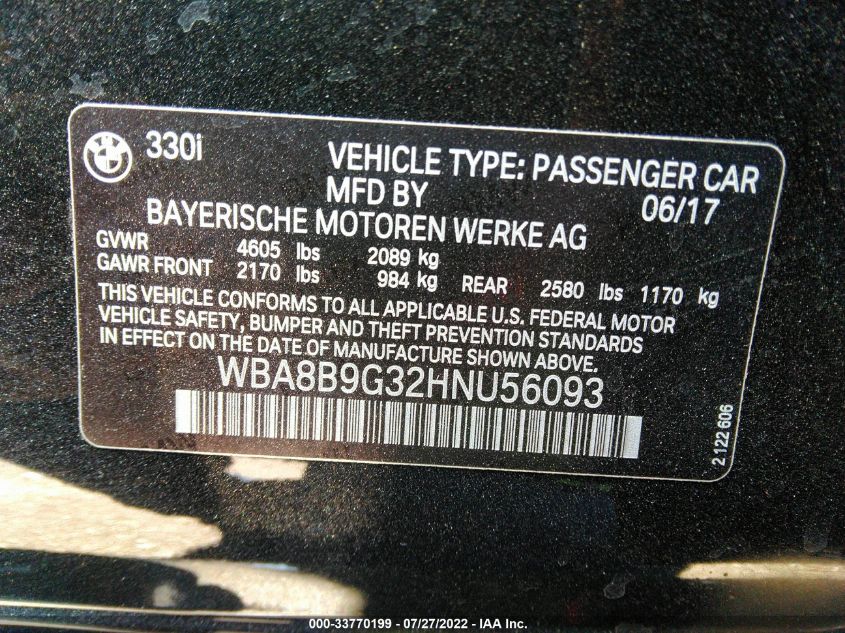 330i
VEHICLE TYPE: PASSENGER CAR
MFD BY 06/17
BAYERISCHE MOTOREN WERKE AG
GVWR 4605 lbs 2089 kg
GAWR FRONT 2170 lbs 984 kg REAR 2580 lbs 1170 kg
THIS VEHICLE CONFORMS TO ALL APPLICABLE U.S. FEDERAL MOTOR
VEHICLE SAFETY, BUMPER AND THEFT PREVENTION STANDARDS
IN EFFECT ON THE DATE OF MANUFACTURE SHOWN ABOVE.
WBA8B9G32HNU56093
2 122 606
000-33770199 - 07/27/2022 - IAA Inc.